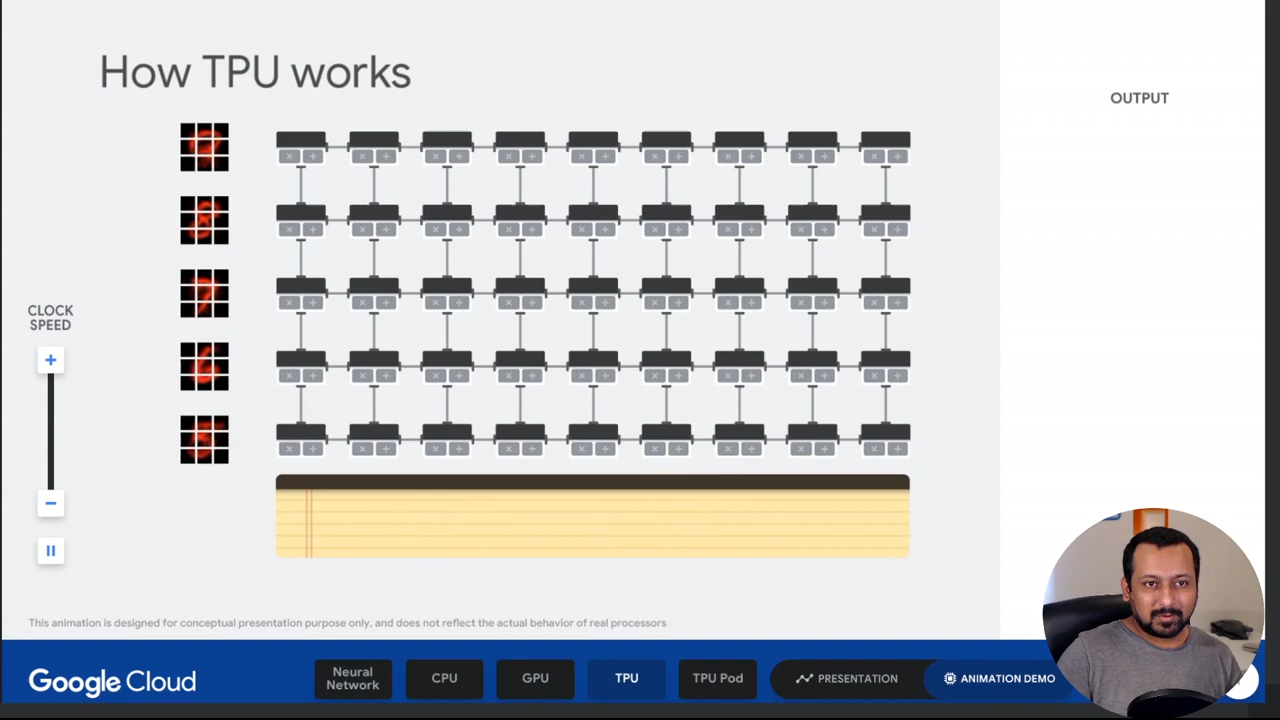 How TPU works
OUTPUT
CLOCK
SPEED
This animation is designed for conceptual presentation purpose only, and does not reflect the actual behavior of real processors
Google Cloud
Neural
Network
CPU
GPU
TPU
TPU Pod
PRESENTATION
ANIMATION DEMO